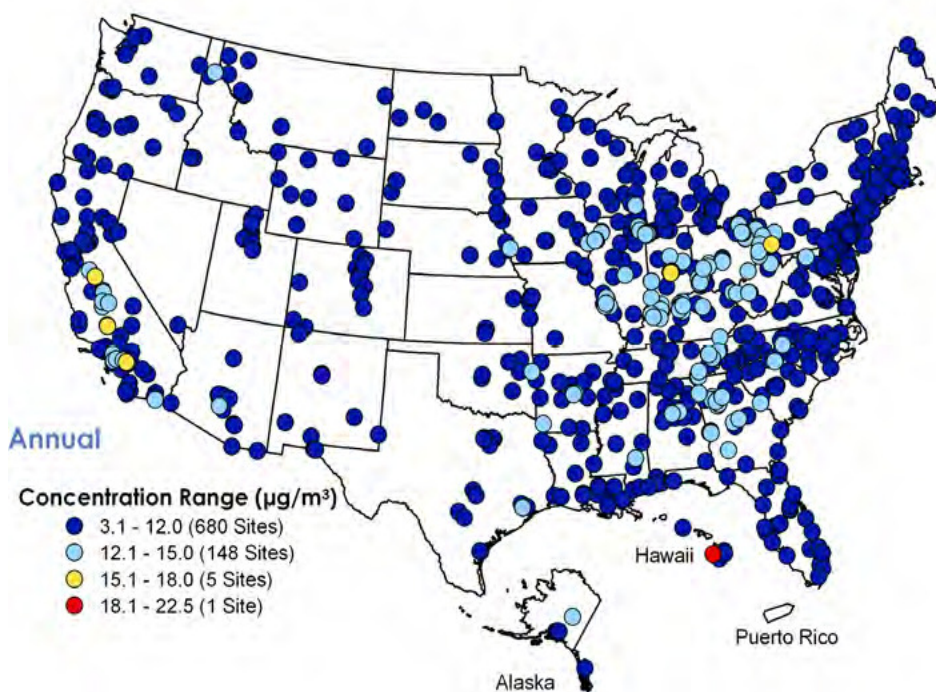 Annual
Concentration Range (µg/m³)
3.1 - 12.0 (680 Sites)
12.1 - 15.0 (148 Sites)
15.1 - 18.0 (5 Sites)
18.1 - 22.5 (1 Site)
Hawaii
Puerto Rico
Alaska